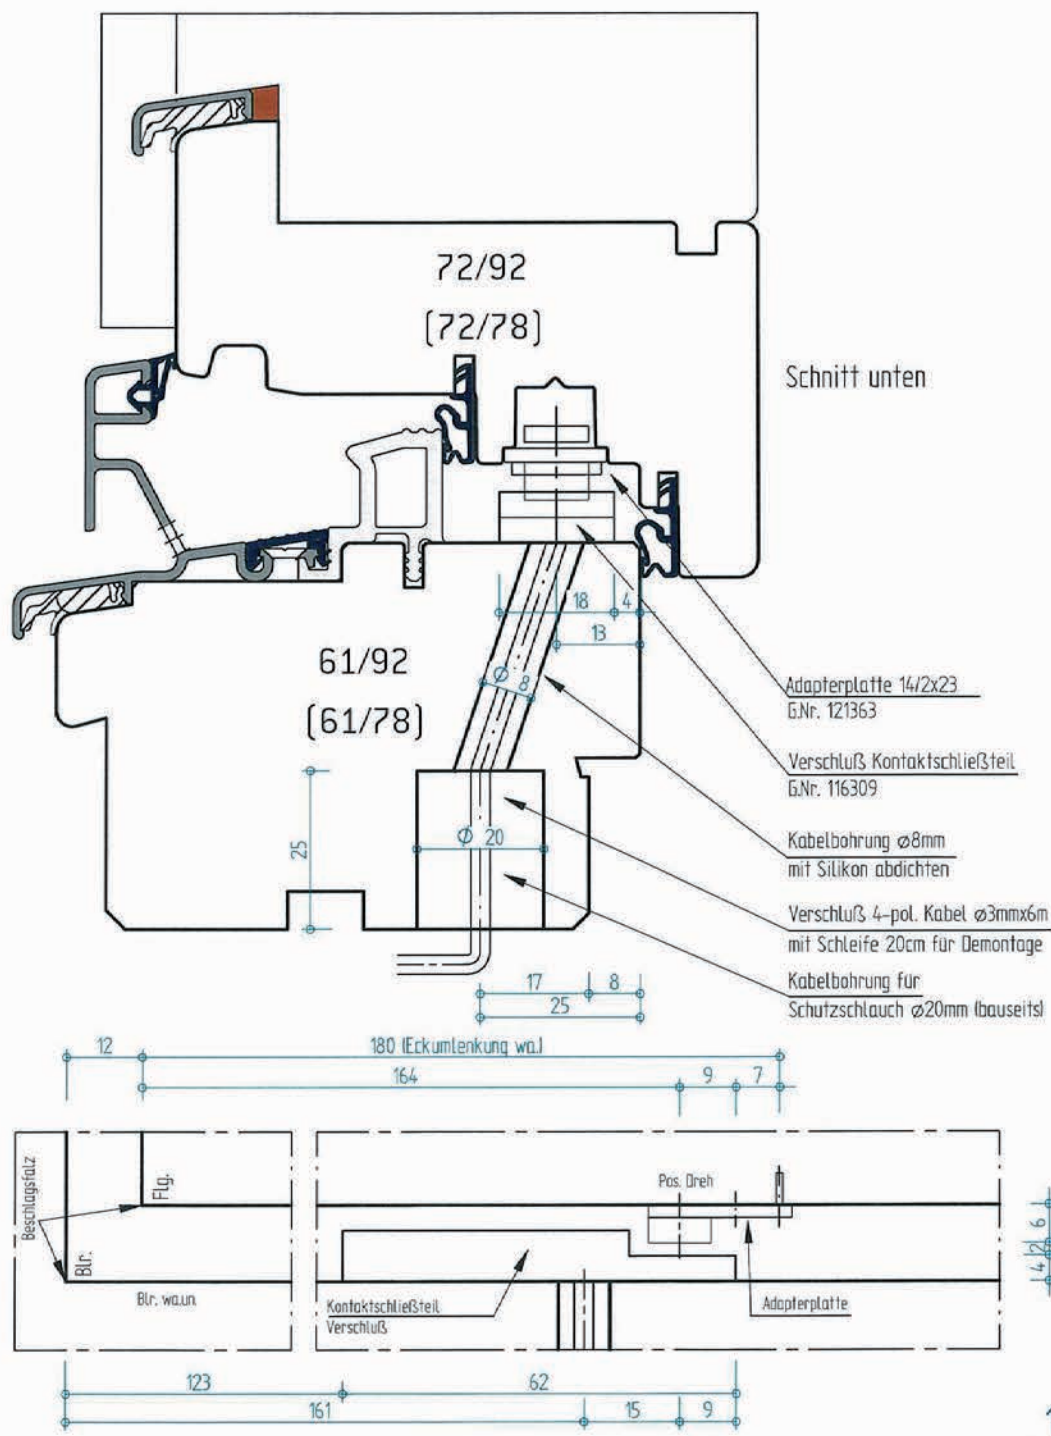 72/92
(72/78)
Schnitt unten
18
4
13
61/92
(61/78)
Ø 8
Adapterplatte 14/2x23
G.Nr. 121363
Verschluß Kontaktschließteil
G.Nr. 116309
25
Ø 20
Kabelbohrung ø8mm
mit Silikon abdichten
Verschluß 4-pol. Kabel ø3mmx6m
mit Schleife 20cm für Demontage
Kabelbohrung für
Schutzschlauch ø20mm (bauseits)
17
8
25
12
180 (Eckumlenkung wa.)
164
9
7
Beschlagsfalz
Flg.
Pos. Dreh
6
2
4
Blr.
Blr. wa.un.
Kontaktschließteil
Verschluß
Adapterplatte
123
62
161
15
9